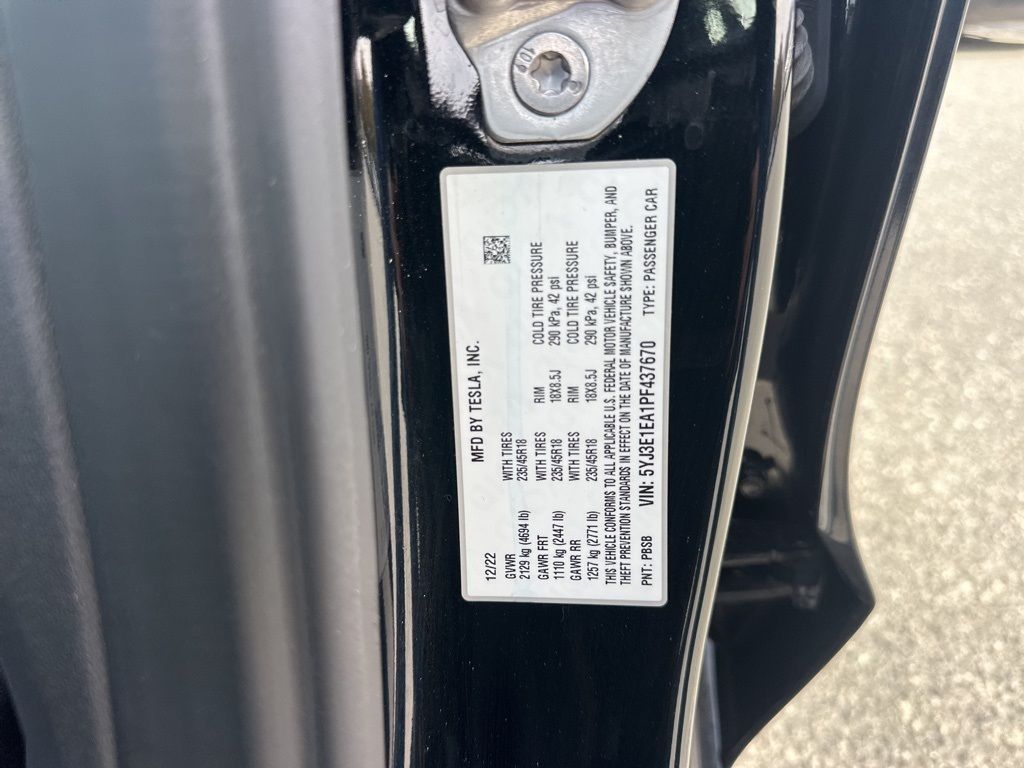 MFD BY TESLA, INC.
12/22
GVWR WITH TIRES
2129 kg (4694 lb) 235/45R18
GAWR FRT WITH TIRES RIM COLD TIRE PRESSURE
1110 kg (2447 lb) 235/45R18 18X8.5J 290 kPa, 42 psi
GAWR RR WITH TIRES RIM COLD TIRE PRESSURE
1257 kg (2771 lb) 235/45R18 18X8.5J 290 kPa, 42 psi
THIS VEHICLE CONFORMS TO ALL APPLICABLE U.S. FEDERAL MOTOR VEHICLE SAFETY, BUMPER, AND
THEFT PREVENTION STANDARDS IN EFFECT ON THE DATE OF MANUFACTURE SHOWN ABOVE.
PNT: PBSB VIN: 5YJ3E1EA1PF437670 TYPE: PASSENGER CAR